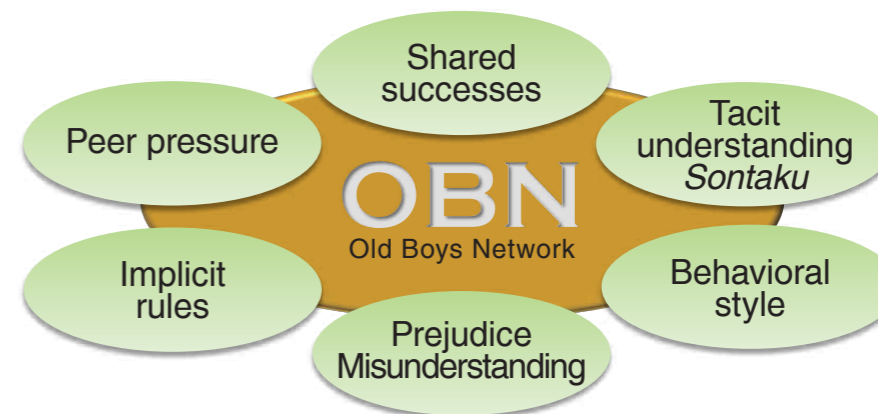 Shared
successes
Peer pressure
Tacit
understanding
Sontaku
OBN
Old Boys Network
Implicit
rules
Behavioral
style
Prejudice
Misunderstanding